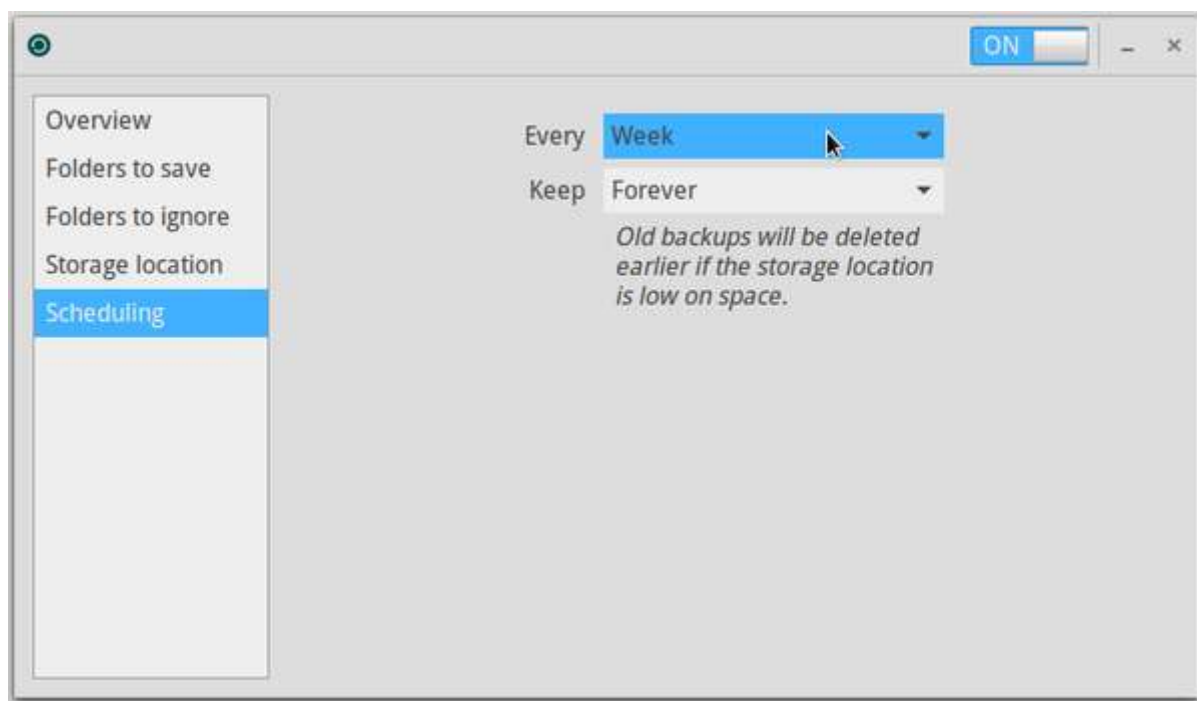 ON
Overview
Folders to save
Folders to ignore
Storage location
Scheduling
Every Week
Keep Forever
Old backups will be deleted
earlier if the storage location
is low on space.